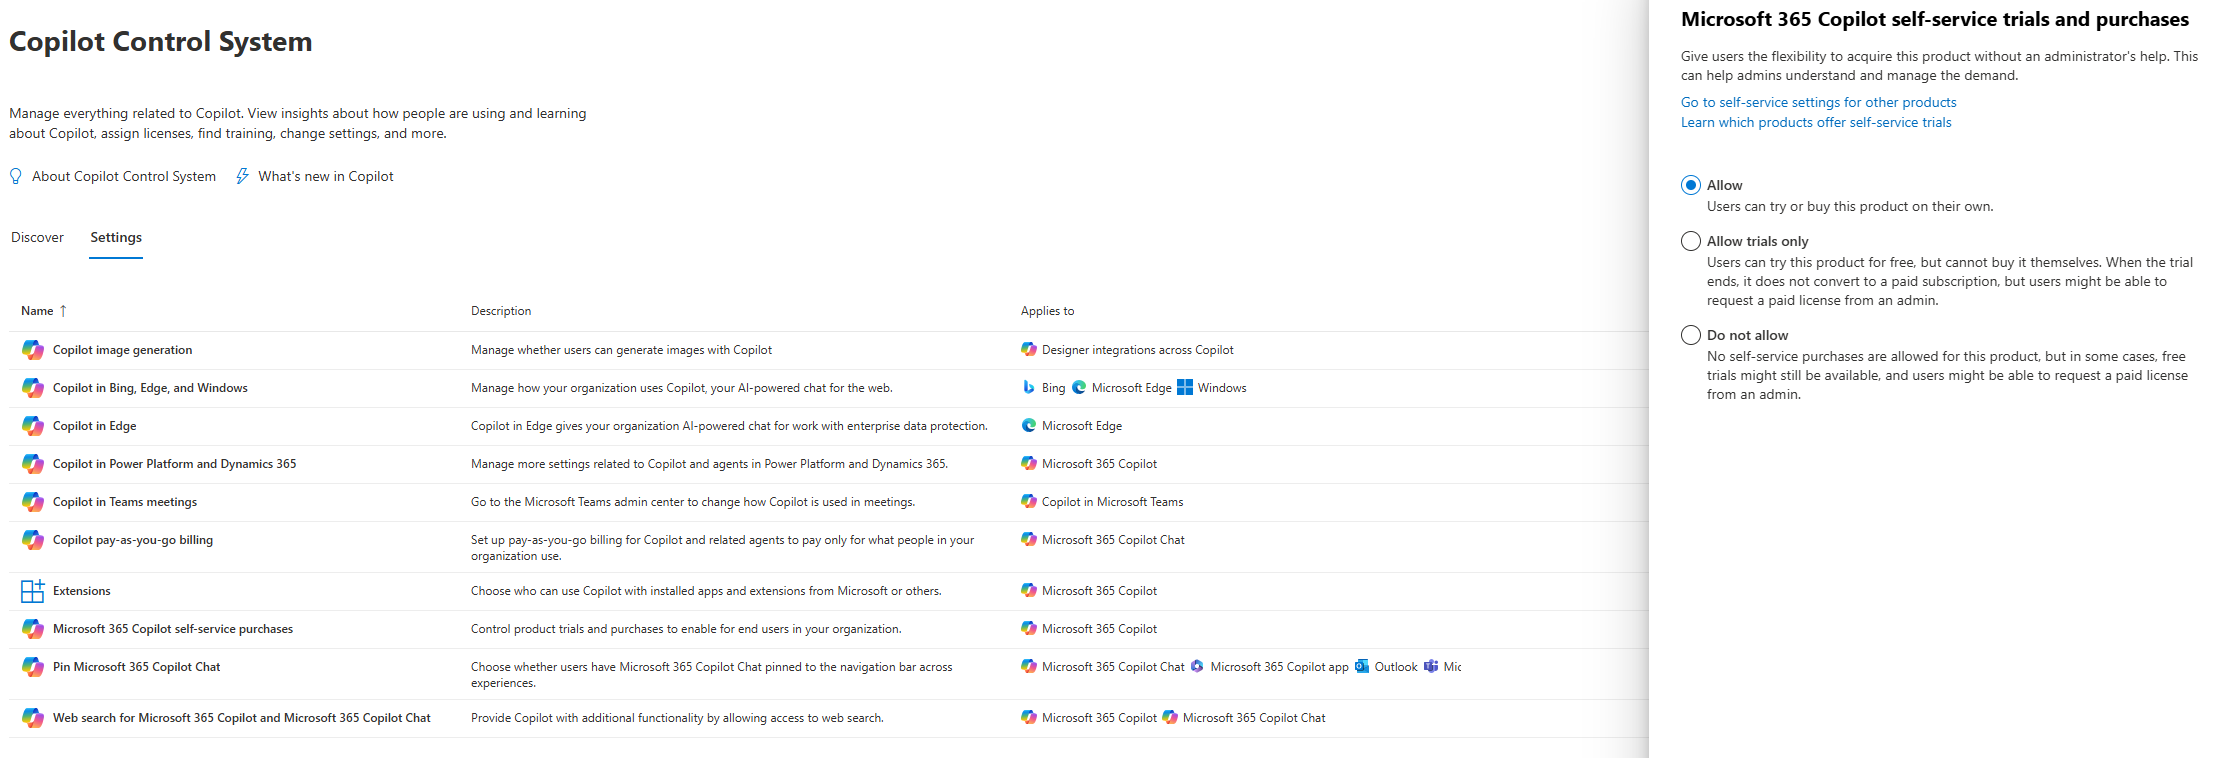 Copilot Control System
Manage everything related to Copilot. View insights about how people are using and learning
about Copilot, assign licenses, find training, change settings, and more.
About Copilot Control System What's new in Copilot
Discover Settings
Name ↑ Description Applies to
Copilot image generation Manage whether users can generate images with Copilot Designer integrations across Copilot
Copilot in Bing, Edge, and Windows Manage how your organization uses Copilot, your AI-powered chat for the web. Bing Microsoft Edge Windows
Copilot in Edge Copilot in Edge gives your organization AI-powered chat for work with enterprise data protection. Microsoft Edge
Copilot in Power Platform and Dynamics 365 Manage more settings related to Copilot and agents in Power Platform and Dynamics 365. Microsoft 365 Copilot
Copilot in Teams meetings Go to the Microsoft Teams admin center to change how Copilot is used in meetings. Copilot in Microsoft Teams
Copilot pay-as-you-go billing Set up pay-as-you-go billing for Copilot and related agents to pay only for what people in your Microsoft 365 Copilot Chat
organization use.
Extensions Choose who can use Copilot with installed apps and extensions from Microsoft or others. Microsoft 365 Copilot
Microsoft 365 Copilot self-service purchases Control product trials and purchases to enable for end users in your organization. Microsoft 365 Copilot
Pin Microsoft 365 Copilot Chat Choose whether users have Microsoft 365 Copilot Chat pinned to the navigation bar across Microsoft 365 Copilot Chat Microsoft 365 Copilot app Outlook Mic
experiences.
Web search for Microsoft 365 Copilot and Microsoft 365 Copilot Chat Provide Copilot with additional functionality by allowing access to web search. Microsoft 365 Copilot Microsoft 365 Copilot Chat
Microsoft 365 Copilot self-service trials and purchases
Give users the flexibility to acquire this product without an administrator's help. This
can help admins understand and manage the demand.
Go to self-service settings for other products
Learn which products offer self-service trials
Allow
Users can try or buy this product on their own.
Allow trials only
Users can try this product for free, but cannot buy it themselves. When the trial
ends, it does not convert to a paid subscription, but users might be able to
request a paid license from an admin.
Do not allow
No self-service purchases are allowed for this product, but in some cases, free
trials might still be available, and users might be able to request a paid license
from an admin.